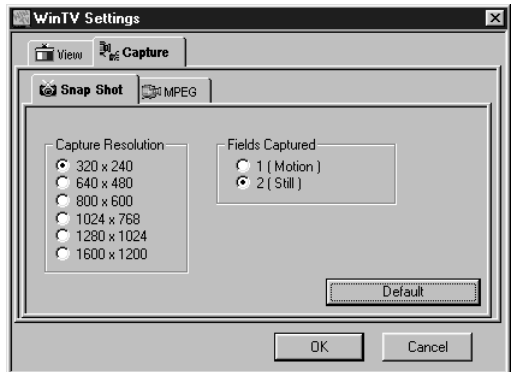 WinTV Settings
View Capture
Snap Shot MPEG
Capture Resolution
320 x 240
640 x 480
800 x 600
1024 x 768
1280 x 1024
1600 x 1200
Fields Captured
1 ( Motion )
2 ( Still )
Default
OK Cancel